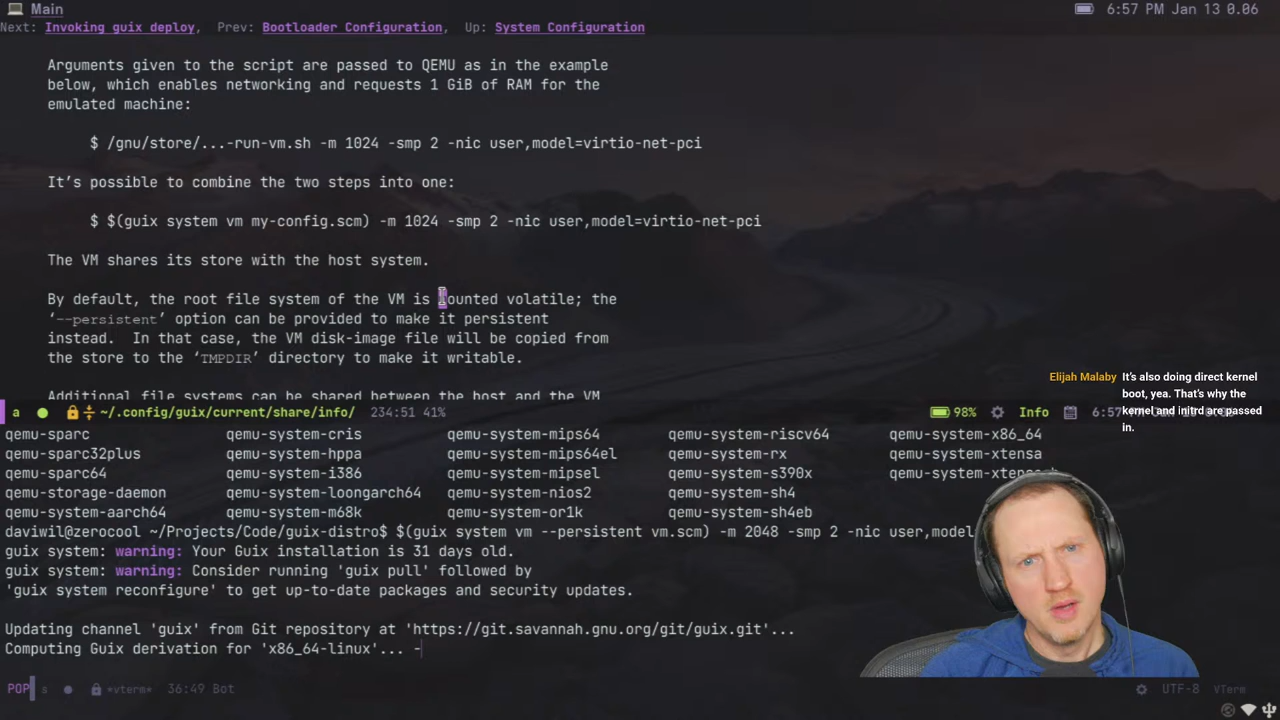 Main
6:57 PM Jan 13 0.06
Next: Invoking guix deploy, Prev: Bootloader Configuration, Up: System Configuration
Arguments given to the script are passed to QEMU as in the example
below, which enables networking and requests 1 GiB of RAM for the
emulated machine:
$ /gnu/store/...-run-vm.sh -m 1024 -smp 2 -nic user,model=virtio-net-pci
It’s possible to combine the two steps into one:
$ $(guix system vm my-config.scm) -m 1024 -smp 2 -nic user,model=virtio-net-pci
The VM shares its store with the host system.
By default, the root file system of the VM is mounted volatile; the
‘--persistent’ option can be provided to make it persistent
instead.  In that case, the VM disk-image file will be copied from
the store to the ‘TMPDIR’ directory to make it writable.
Additional file systems can be shared between the host and the VM
Elijah Malaby It’s also doing direct kernel
boot, yea. That’s why the
kernel and initrd are passed
in.
a ~/.config/guix/current/share/info/ 234:51 41% 98% Info 6:57
qemu-sparc qemu-system-cris qemu-system-mips64 qemu-system-riscv64 qemu-system-x86_64
qemu-sparc32plus qemu-system-hppa qemu-system-mips64el qemu-system-rx qemu-system-xtensa
qemu-sparc64 qemu-system-i386 qemu-system-mipsel qemu-system-s390x
qemu-storage-daemon qemu-system-loongarch64 qemu-system-nios2 qemu-system-sh4
qemu-system-aarch64 qemu-system-m68k qemu-system-or1k qemu-system-sh4eb
daviwil@zerocool ~/Projects/Code/guix-distro$ $(guix system vm --persistent vm.scm) -m 2048 -smp 2 -nic user,model
guix system: warning: Your Guix installation is 31 days old.
guix system: warning: Consider running 'guix pull' followed by
'guix system reconfigure' to get up-to-date packages and security updates.
Updating channel 'guix' from Git repository at 'https://git.savannah.gnu.org/git/guix.git'...
Computing Guix derivation for 'x86_64-linux'... -
POP s *vterm* 36:49 Bot UTF-8 VTerm